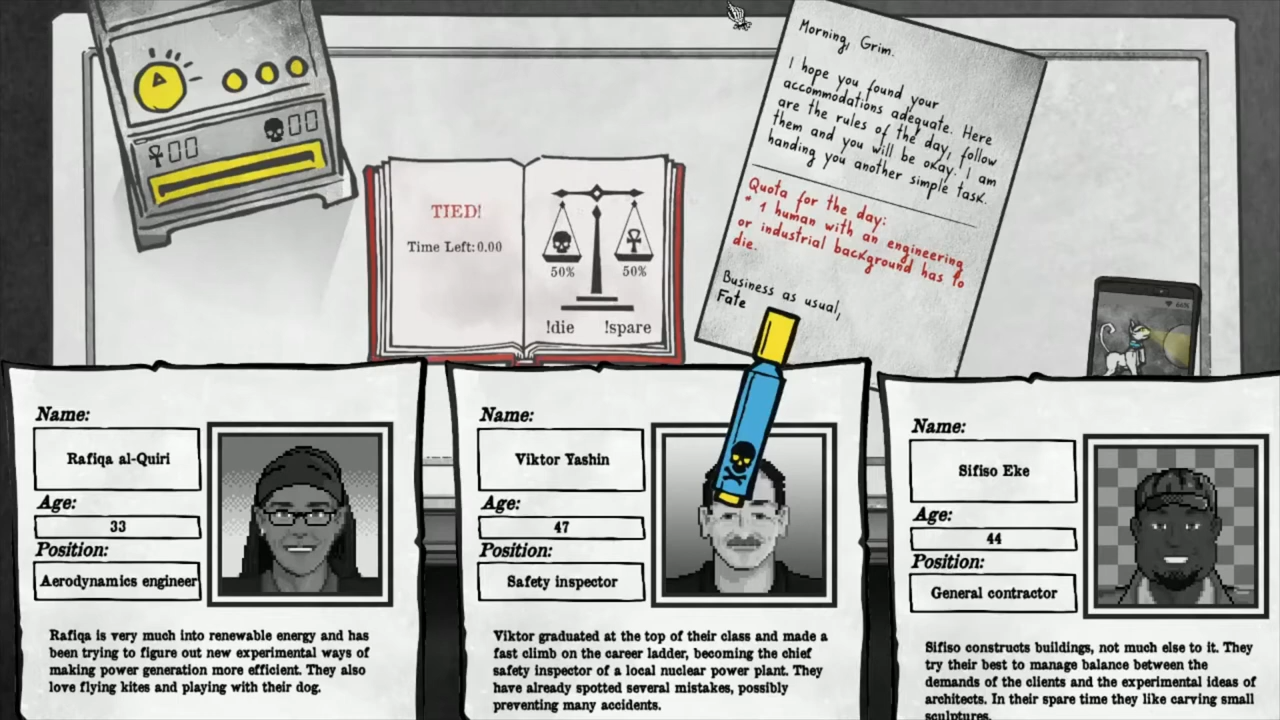 Morning, Grim.
I hope you found your
accommodations adequate. Here
are the rules of the day, follow
them and you will be okay. I am
handing you another simple task.
Quota for the day:
* 1 human with an engineering
or industrial background has to
die.
Business as usual,
Fate
00
00
TIED!
Time Left: 0.00
50%
50%
!die
!spare
66%
Name:
Rafiqa al-Quiri
Age:
33
Position:
Aerodynamics engineer
Rafiqa is very much into renewable energy and has
been trying to figure out new experimental ways of
making power generation more efficient. They also
love flying kites and playing with their dog.
Name:
Viktor Yashin
Age:
47
Position:
Safety inspector
Viktor graduated at the top of their class and made a
fast climb on the career ladder, becoming the chief
safety inspector of a local nuclear power plant. They
have already spotted several mistakes, possibly
preventing many accidents.
Name:
Sifiso Eke
Age:
44
Position:
General contractor
Sifiso constructs buildings, not much else to it. They
try their best to manage balance between the
demands of the clients and the experimental ideas of
architects. In their spare time they like carving small
sculptures.